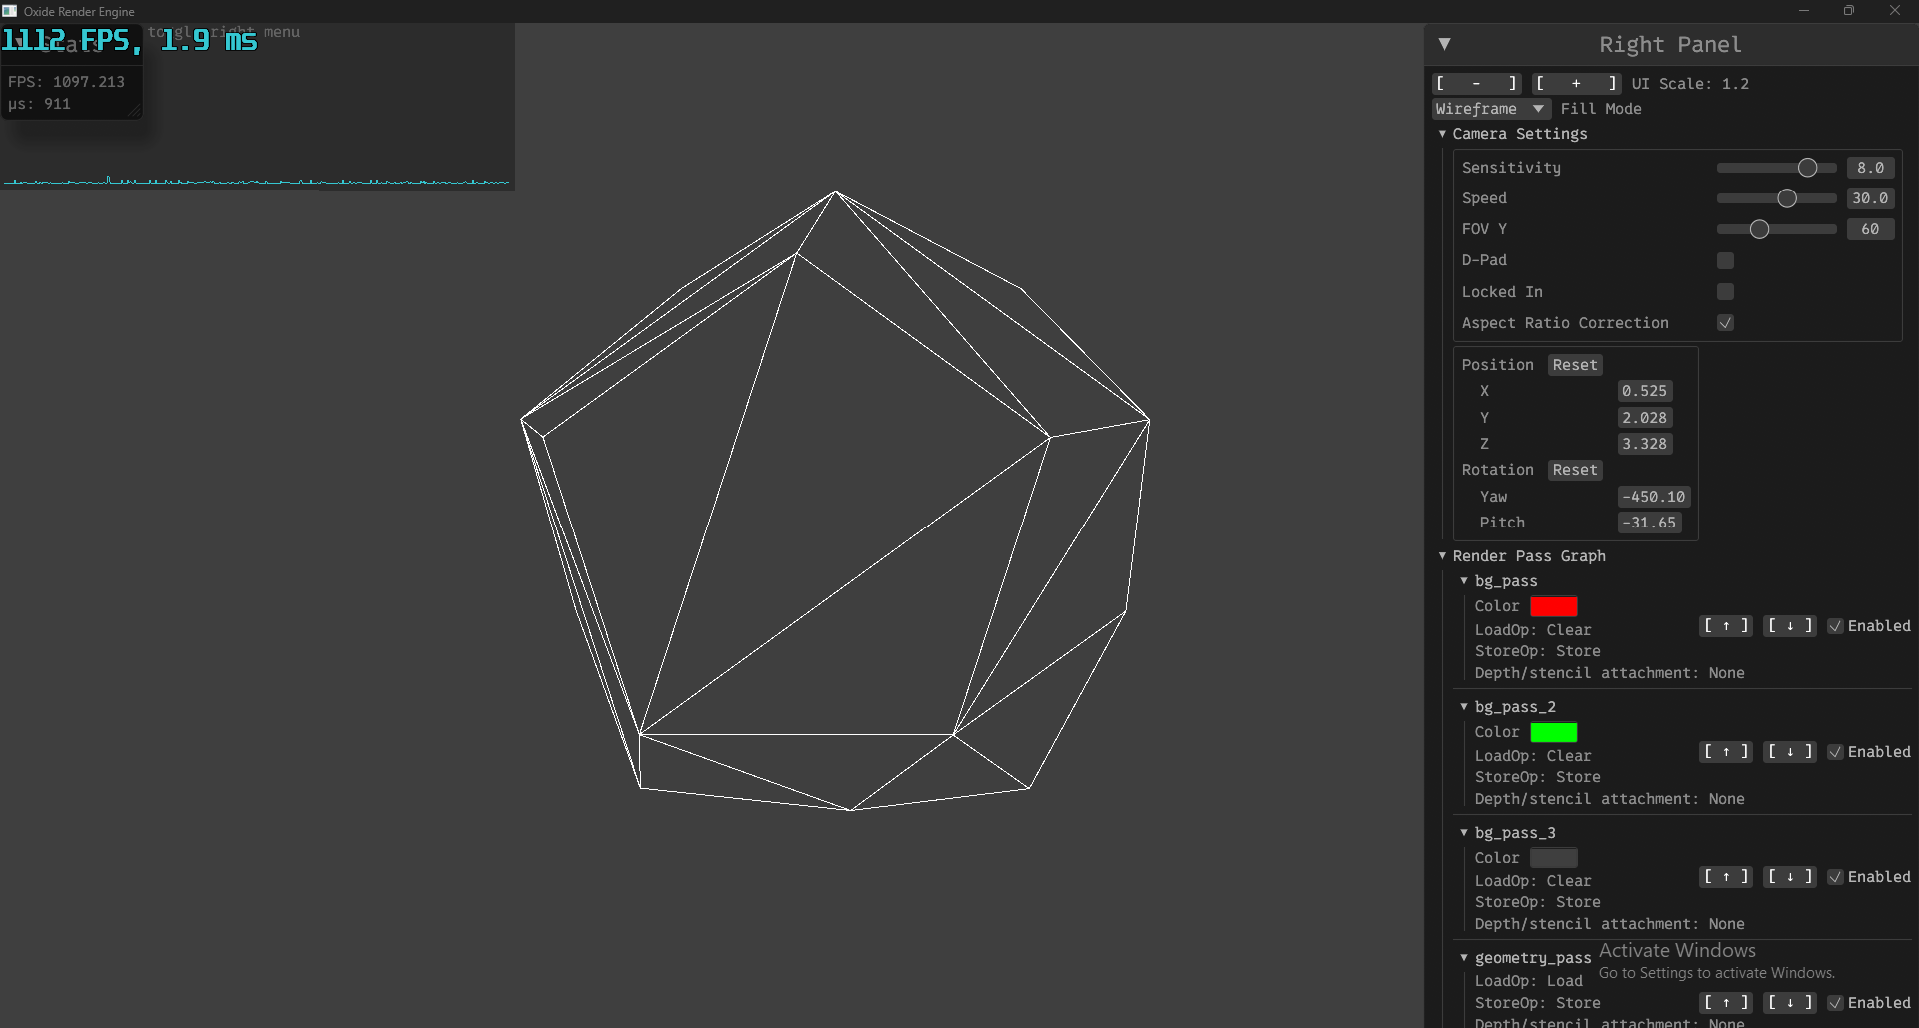 Oxide Render Engine
toggle right menu
1112 FPS, 1.9 ms
Stats
FPS: 1097.213
µs: 911
▼ Right Panel
[ - ] [ + ] UI Scale: 1.2
Wireframe ▼ Fill Mode
▼ Camera Settings
Sensitivity 8.0
Speed 30.0
FOV Y 60
D-Pad
Locked In
Aspect Ratio Correction
Position Reset
X 0.525
Y 2.028
Z 3.328
Rotation Reset
Yaw -450.10
Pitch -31.65
▼ Render Pass Graph
▼ bg_pass
Color
LoadOp: Clear
[ ↑ ] [ ↓ ] Enabled
StoreOp: Store
Depth/stencil attachment: None
▼ bg_pass_2
Color
LoadOp: Clear
[ ↑ ] [ ↓ ] Enabled
StoreOp: Store
Depth/stencil attachment: None
▼ bg_pass_3
Color
LoadOp: Clear
[ ↑ ] [ ↓ ] Enabled
StoreOp: Store
Depth/stencil attachment: None
▼ geometry_pass
LoadOp: Load
StoreOp: Store
[ ↑ ] [ ↓ ] Enabled
Depth/stencil attachment: None
Activate Windows
Go to Settings to activate Windows.